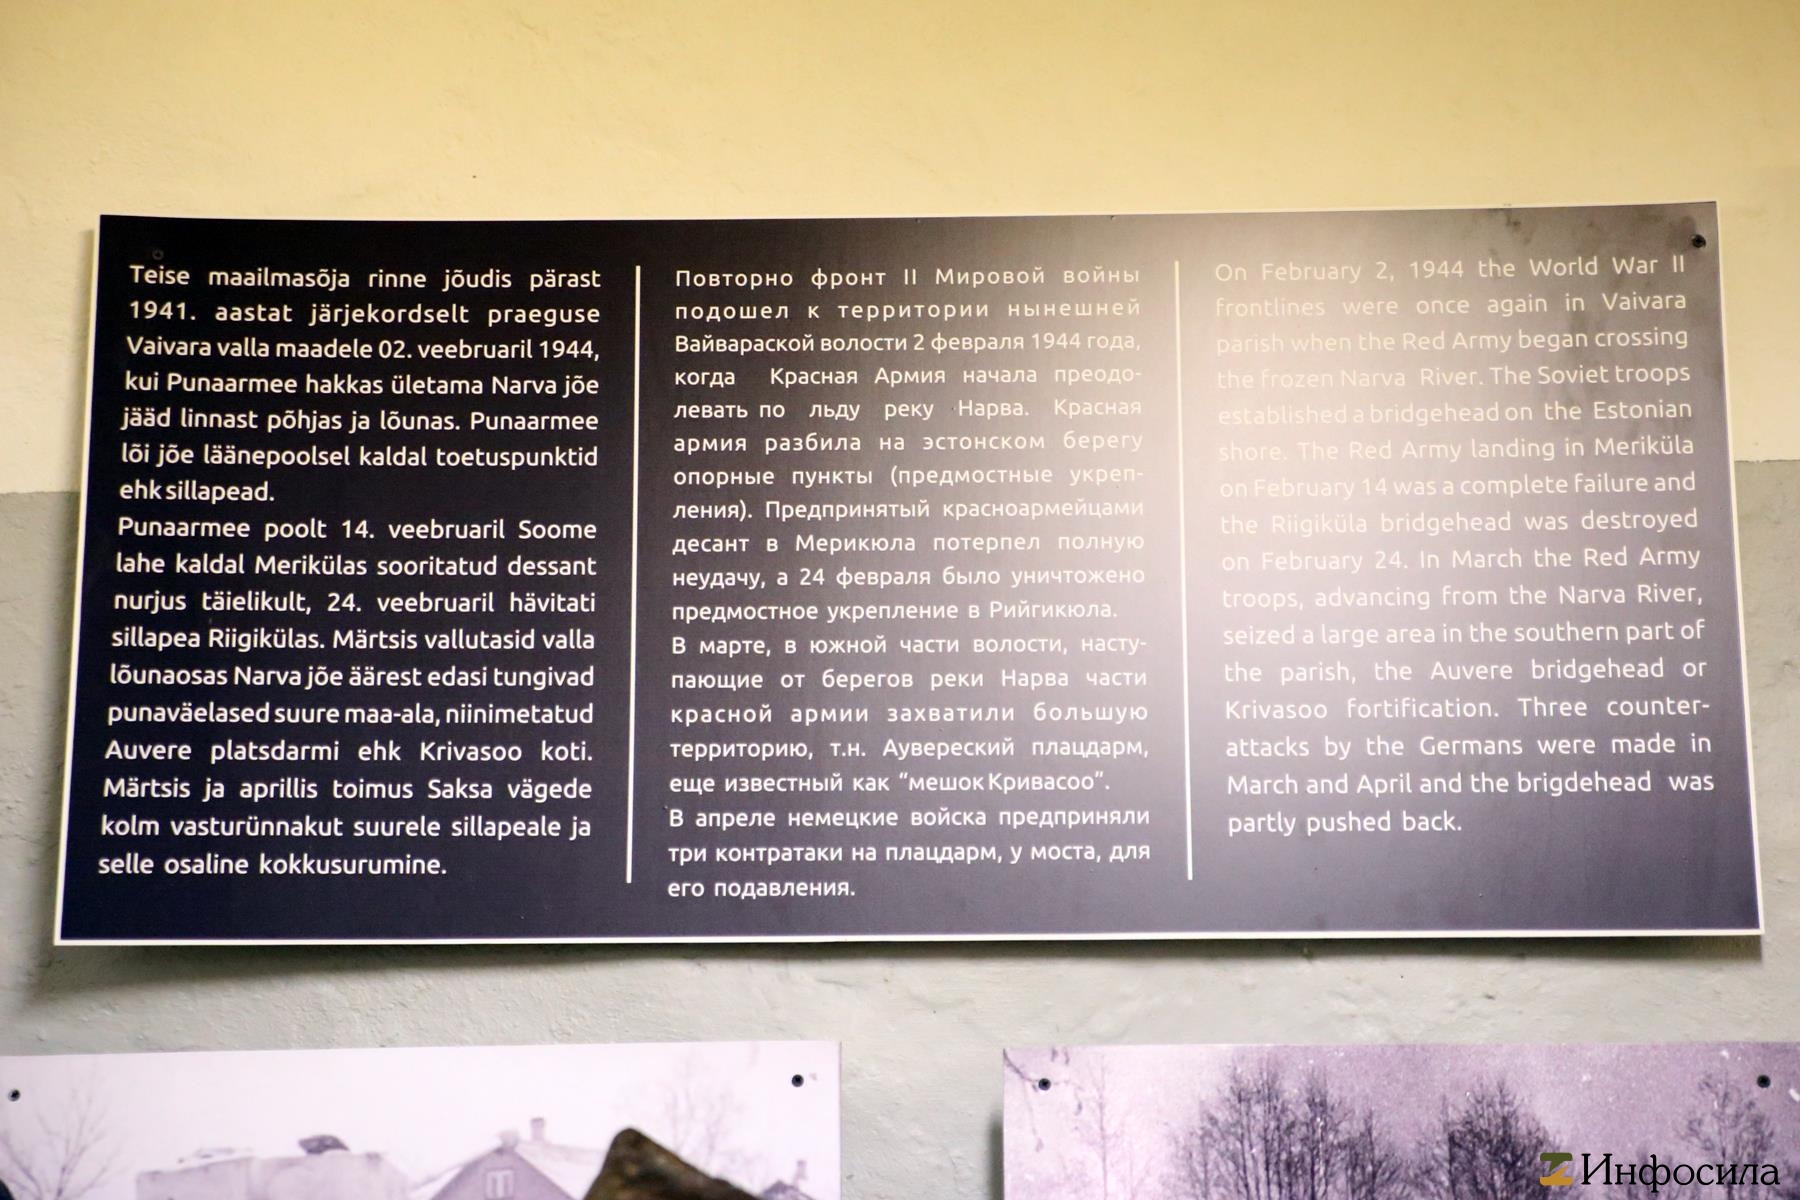 Teise maailmasõja rinne jõudis pärast
1941. aastat järjekordselt praeguse
Vaivara valla maadele 02. veebruaril 1944,
kui Punaarmee hakkas ületama Narva jõe
jääd linnast põhjas ja lõunas. Punaarmee
lõi jõe läänepoolsel kaldal toetuspunktid
ehk sillapead.
Punaarmee poolt 14. veebruaril Soome
lahe kaldal Merikülas sooritatud dessant
nurjus täielikult, 24. veebruaril hävitati
sillapea Riigikülas. Märtsis vallutasid valla
lõunaosas Narva jõe äärest edasi tungivad
punaväelased suure maa-ala, niinimetatud
Auvere platsdarmi ehk Krivasoo koti.
Märtsis ja aprillis toimus Saksa vägede
kolm vasturünnakut suurele sillapeale ja
selle osaline kokkusurumine.
Повторно фронт II Мировой войны
подошел к территории нынешней
Вайвараской волости 2 февраля 1944 года,
когда Красная Армия начала преодо-
левать по льду реку Нарва. Красная
армия разбила на эстонском берегу
опорные пункты (предмостные укреп-
ления). Предпринятый красноармейцами
десант в Мерикюла потерпел полную
неудачу, а 24 февраля было уничтожено
предмостное укрепление в Рийгикюла.
В марте, в южной части волости, насту-
пающие от берегов реки Нарва части
красной армии захватили большую
территорию, т.н. Аувереский плацдарм,
еще известный как “мешок Кривасоо”.
В апреле немецкие войска предприняли
три контратаки на плацдарм, у моста, для
его подавления.
On February 2, 1944 the World War II
frontlines were once again in Vaivara
parish when the Red Army began crossing
the frozen Narva River. The Soviet troops
established a bridgehead on the Estonian
shore. The Red Army landing in Meriküla
on February 14 was a complete failure and
the Riigiküla bridgehead was destroyed
on February 24. In March the Red Army
troops, advancing from the Narva River,
seized a large area in the southern part of
the parish, the Auvere bridgehead or
Krivasoo fortification. Three counter-
attacks by the Germans were made in
March and April and the brigdehead was
partly pushed back.
Инфосила